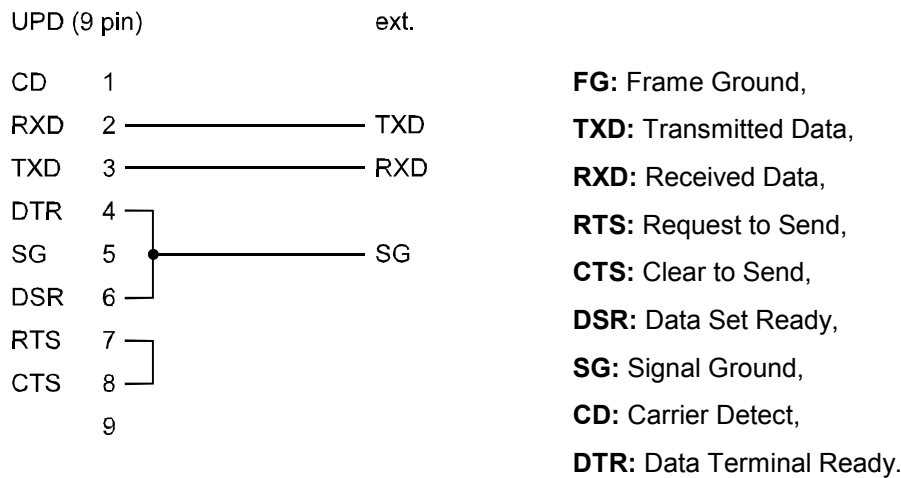 UPD (9 pin) ext.
CD 1
RXD 2 TXD
TXD 3 RXD
DTR 4
SG 5 SG
DSR 6
RTS 7
CTS 8
9
FG: Frame Ground,
TXD: Transmitted Data,
RXD: Received Data,
RTS: Request to Send,
CTS: Clear to Send,
DSR: Data Set Ready,
SG: Signal Ground,
CD: Carrier Detect,
DTR: Data Terminal Ready.